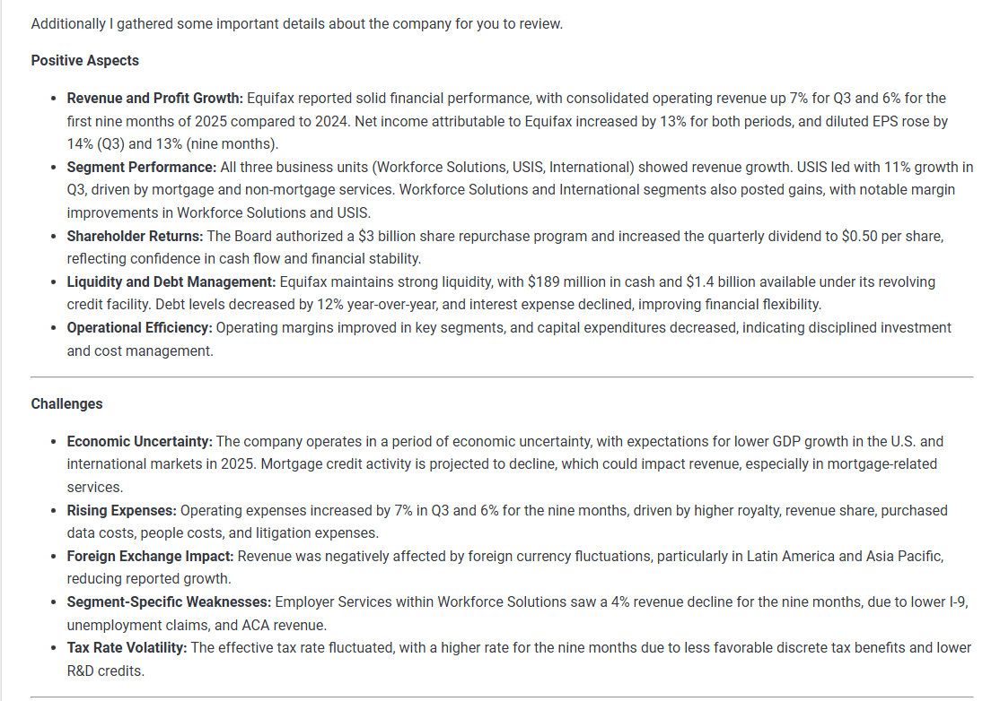 Additionally I gathered some important details about the company for you to review.
Positive Aspects
• Revenue and Profit Growth: Equifax reported solid financial performance, with consolidated operating revenue up 7% for Q3 and 6% for the
first nine months of 2025 compared to 2024. Net income attributable to Equifax increased by 13% for both periods, and diluted EPS rose by
14% (Q3) and 13% (nine months).
• Segment Performance: All three business units (Workforce Solutions, USIS, International) showed revenue growth. USIS led with 11% growth in
Q3, driven by mortgage and non-mortgage services. Workforce Solutions and International segments also posted gains, with notable margin
improvements in Workforce Solutions and USIS.
• Shareholder Returns: The Board authorized a $3 billion share repurchase program and increased the quarterly dividend to $0.50 per share,
reflecting confidence in cash flow and financial stability.
• Liquidity and Debt Management: Equifax maintains strong liquidity, with $189 million in cash and $1.4 billion available under its revolving
credit facility. Debt levels decreased by 12% year-over-year, and interest expense declined, improving financial flexibility.
• Operational Efficiency: Operating margins improved in key segments, and capital expenditures decreased, indicating disciplined investment
and cost management.
Challenges
• Economic Uncertainty: The company operates in a period of economic uncertainty, with expectations for lower GDP growth in the U.S. and
international markets in 2025. Mortgage credit activity is projected to decline, which could impact revenue, especially in mortgage-related
services.
• Rising Expenses: Operating expenses increased by 7% in Q3 and 6% for the nine months, driven by higher royalty, revenue share, purchased
data costs, people costs, and litigation expenses.
• Foreign Exchange Impact: Revenue was negatively affected by foreign currency fluctuations, particularly in Latin America and Asia Pacific,
reducing reported growth.
• Segment-Specific Weaknesses: Employer Services within Workforce Solutions saw a 4% revenue decline for the nine months, due to lower I-9,
unemployment claims, and ACA revenue.
• Tax Rate Volatility: The effective tax rate fluctuated, with a higher rate for the nine months due to less favorable discrete tax benefits and lower
R&D credits.